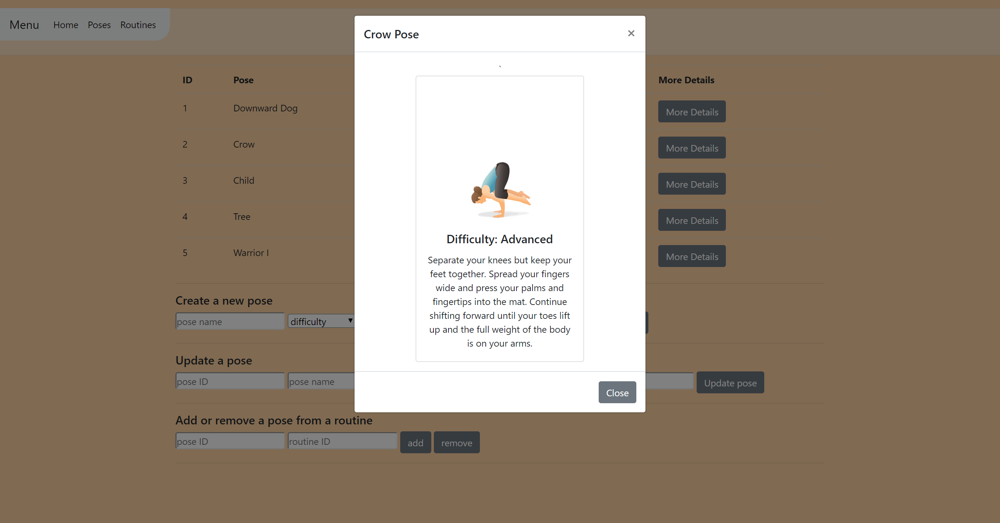 Menu Home Poses Routines
Crow Pose ×
`
ID Pose More Details
1 Downward Dog More Details
2 Crow More Details
3 Child More Details
4 Tree More Details
5 Warrior I More Details
Difficulty: Advanced
Separate your knees but keep your
feet together. Spread your fingers
wide and press your palms and
fingertips into the mat. Continue
shifting forward until your toes lift
up and the full weight of the body
is on your arms.
Close
Create a new pose
pose name difficulty
Update a pose
pose ID pose name Update pose
Add or remove a pose from a routine
pose ID routine ID add remove